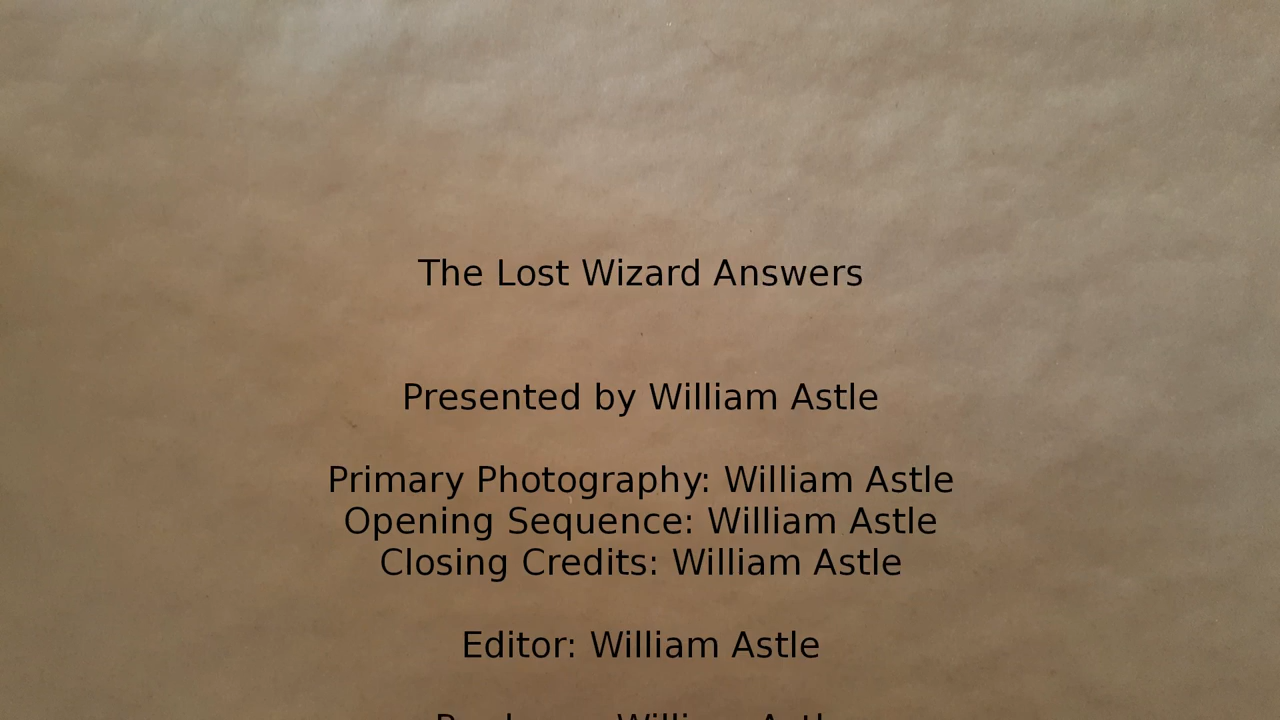 The Lost Wizard Answers
Presented by William Astle
Primary Photography: William Astle
Opening Sequence: William Astle
Closing Credits: William Astle
Editor: William Astle